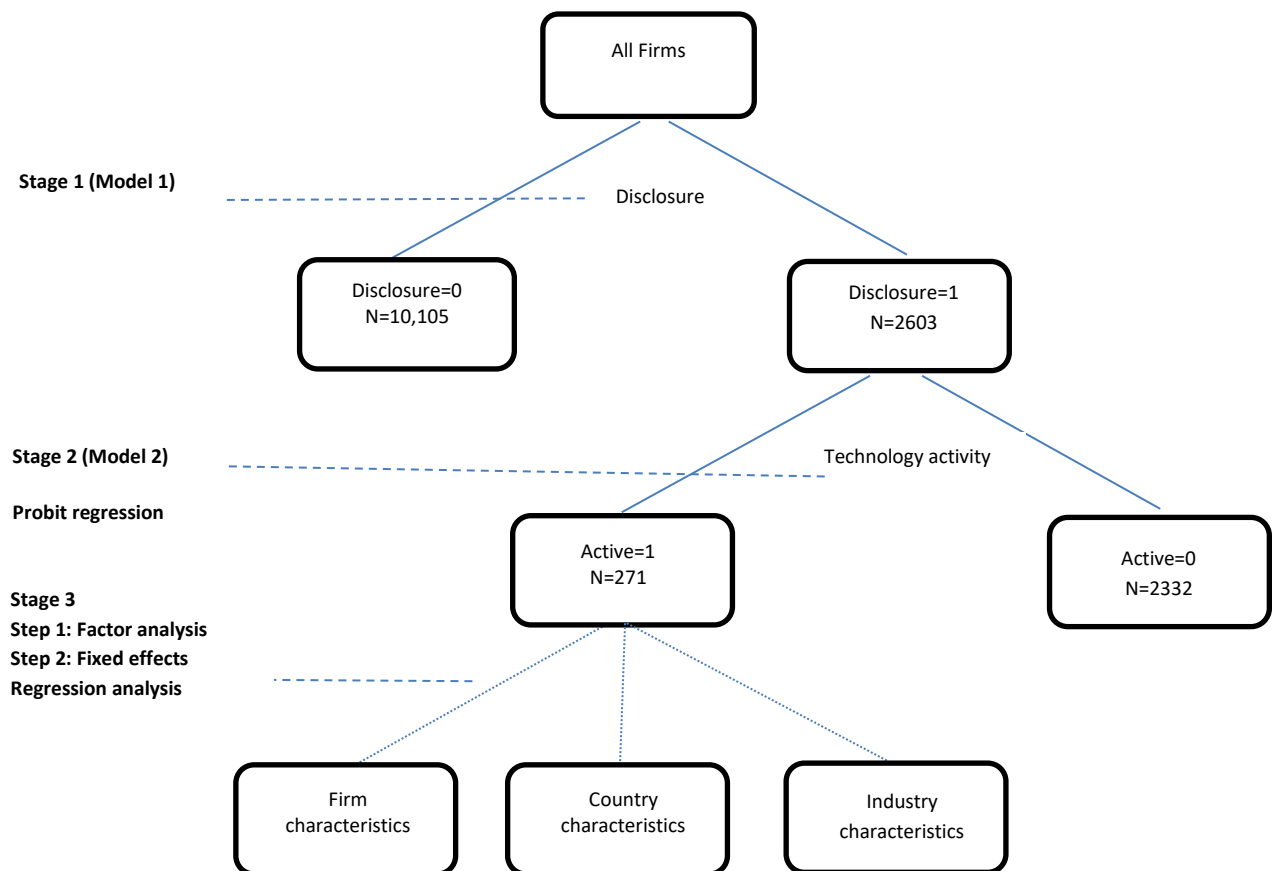 All Firms
Stage 1 (Model 1)
Disclosure
Disclosure=0
N=10,105
Disclosure=1
N=2603
Stage 2 (Model 2)
Technology activity
Probit regression
Active=1
N=271
Active=0
N=2332
Stage 3
Step 1: Factor analysis
Step 2: Fixed effects
Regression analysis
Firm
characteristics
Country
characteristics
Industry
characteristics